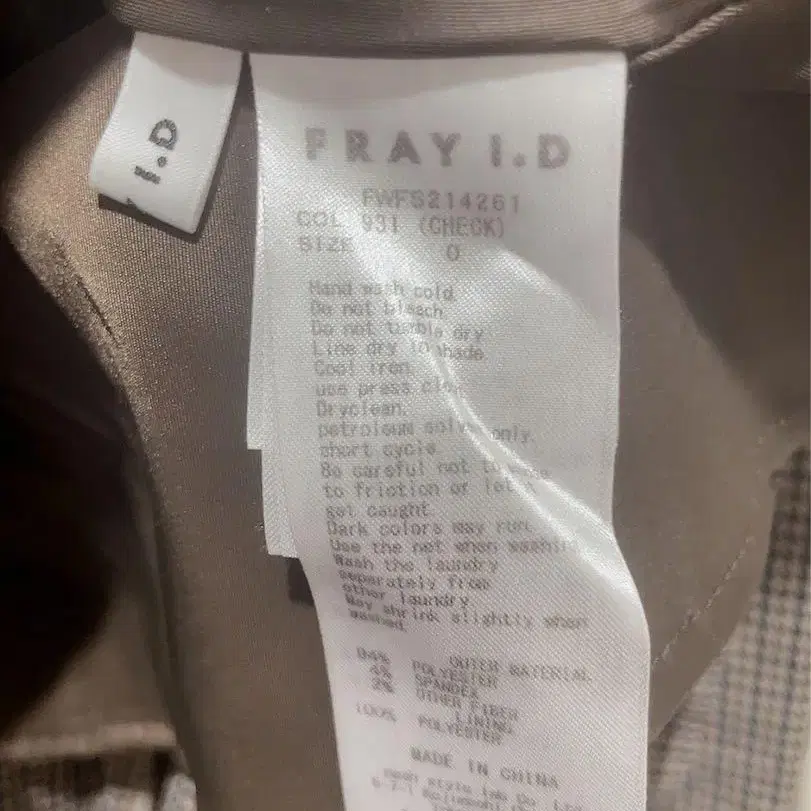 I.D
FRAY I.D
FWFS214261
COL 931 (CHECK)
SIZE 0
Hand wash cold
Do not bleach
Do not tumble dry
Line dry in shade
Cool iron
use press
Dryclean.
petroleum only.
short cycle
Be careful not to
to friction or let it
get caught.
Dark colors may run.
Use the net when washing
Wash the laundry
separately from
other laundry
May shrink slightly when
washed
OUTER MATERIAL
POLYESTER
4% SPANDEX
2% OTHER FIBER
LINING
100% POLYESTER
MADE IN CHINA